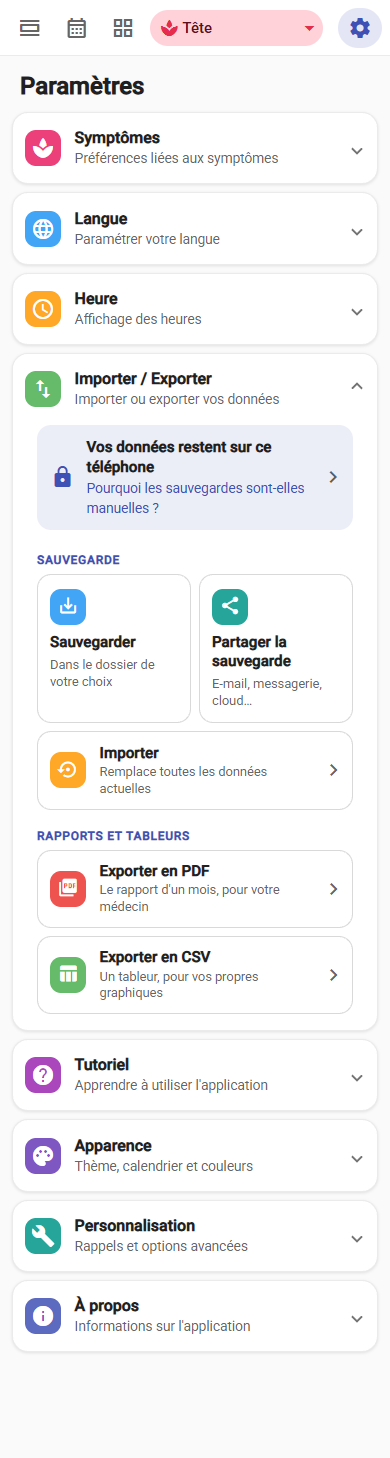 Tête
Paramètres
Symptômes
Préférences liées aux symptômes
Langue
Paramétrer votre langue
Heure
Affichage des heures
Importer / Exporter
Importer ou exporter vos données
Vos données restent sur ce
téléphone
Pourquoi les sauvegardes sont-elles
manuelles ?
SAUVEGARDE
Sauvegarder
Dans le dossier de
votre choix
Partager la
sauvegarde
E-mail, messagerie,
cloud...
Importer
Remplace toutes les données
actuelles
RAPPORTS ET TABLEURS
PDF
Exporter en PDF
Le rapport d'un mois, pour votre
médecin
Exporter en CSV
Un tableur, pour vos propres
graphiques
Tutoriel
Apprendre à utiliser l'application
Apparence
Thème, calendrier et couleurs
Personnalisation
Rappels et options avancées
À propos
Informations sur l'application